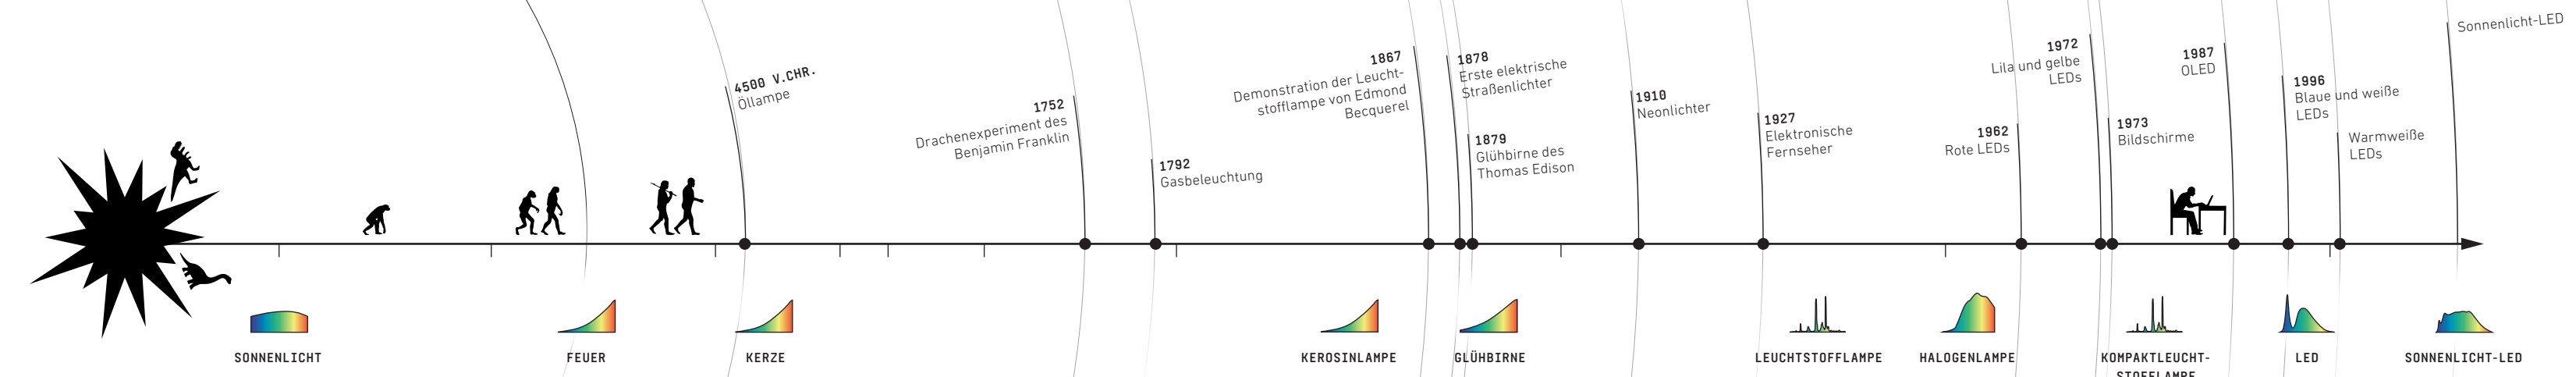 4500 V.CHR.
Öllampe
1752
Drachenexperiment des
Benjamin Franklin
1792
Gasbeleuchtung
1867
Demonstration der Leucht-
stofflampe von Edmond
Becquerel
1878
Erste elektrische
Straßenlichter
1879
Glühbirne des
Thomas Edison
1910
Neonlichter
1927
Elektronische
Fernseher
1962
Rote LEDs
1972
Lila und gelbe
LEDs
1973
Bildschirme
1987
OLED
1996
Blaue und weiße
LEDs
Warmweiße
LEDs
Sonnenlicht-LED
SONNENLICHT
FEUER
KERZE
KEROSINLAMPE
GLÜHBIRNE
LEUCHTSTOFFLAMPE
HALOGENLAMPE
KOMPAKTLEUCHT-
STOFFLAMPE
LED
SONNENLICHT-LED